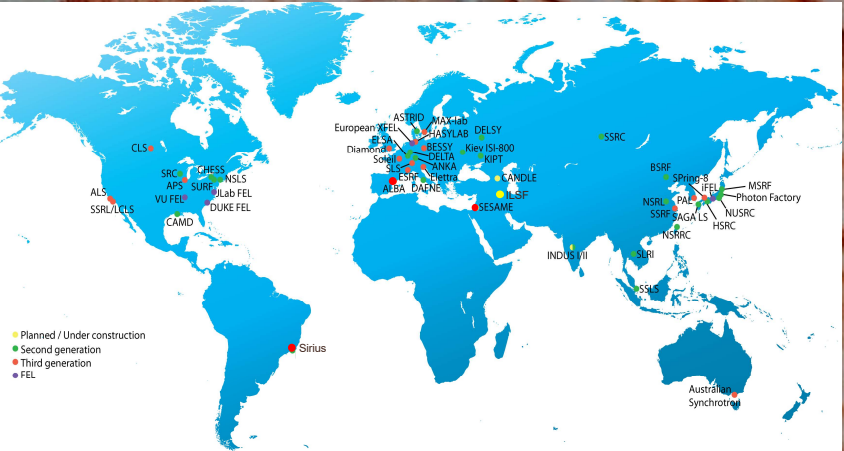 ASTRID
MAX-lab
European XFEL
HASYLAB
DELSY
ELSA
BESSY
Kiev ISI-800
SSRC
CLS
Diamond
DELTA
KIPT
Soleil
ANKA
SLS
ESRF
Elettra
CANDLE
ALBA
DAFNE
ILSF
SESAME
SRC
CHESS
NSLS
APS
SURF
JLab FEL
ALS
VU FEL
SSRL/LCLS
DUKE FEL
CAMD
BSRF
SPring-8
iFEL
MSRF
Photon Factory
NSRL
PAL
SSRF
SAGA LS
NUSRC
HSRC
NSRRC
INDUS I/II
SLRI
SSLS
Sirius
Australian
Synchrotron
Planned / Under construction
Second generation
Third generation
FEL